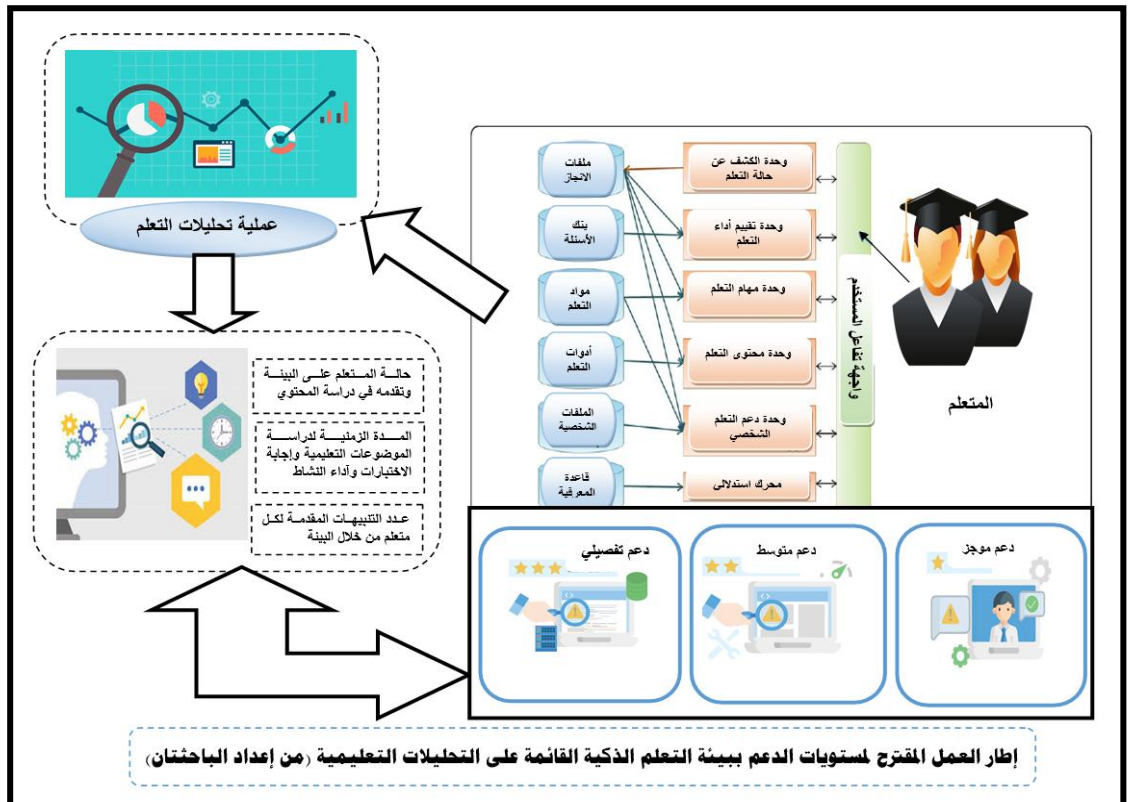 عملية تحليلات التعلم
حالة المتعلم على البيئة
وتقدمه في دراسة المحتوي
المدة الزمنية لدراسة
الموضوعات التعليمية وإجابة
الاختبارات وآداء النشاط
عدد التنبيهات المقدمة لكل
متعلم من خلال البيئة
المتعلم
واجهة تفاعل المستخدم
وحدة الكشف عن
حالة التعلم
وحدة تقييم أداء
التعلم
وحدة مهام التعلم
وحدة محتوى التعلم
وحدة دعم التعلم
الشخصي
محرك استدلالى
ملفات
الانجاز
بنك
الأسئلة
مواد
التعلم
أدوات
التعلم
الملفات
الشخصية
قاعدة
المعرفية
دعم موجز
دعم متوسط
دعم تفصيلي
إطار العمل المقترح لمستويات الدعم ببيئة التعلم الذكية القائمة على التحليلات التعليمية (من إعداد الباحثتان)